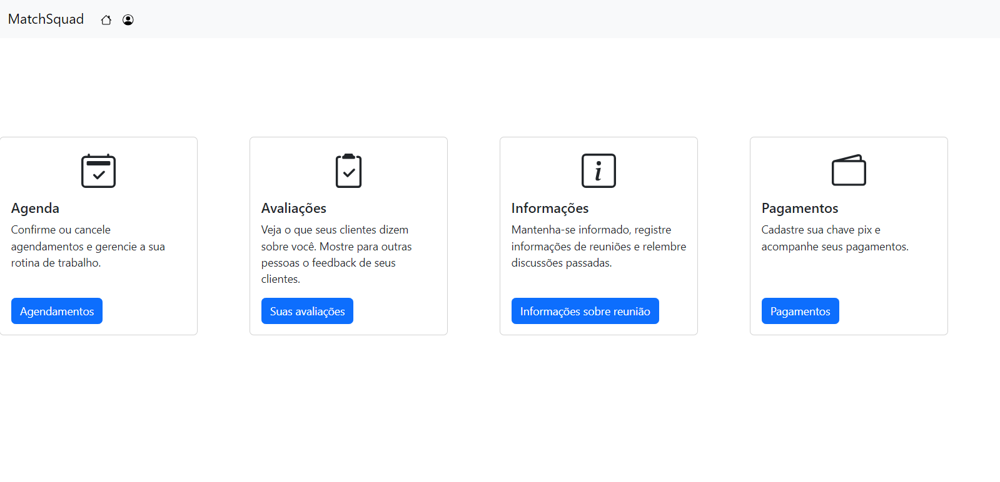 MatchSquad
Agenda
Confirme ou cancele
agendamentos e gerencie a sua
rotina de trabalho.
Agendamentos
Avaliações
Veja o que seus clientes dizem
sobre você. Mostre para outras
pessoas o feedback de seus
clientes.
Suas avaliações
Informações
Mantenha-se informado, registre
informações de reuniões e relembre
discussões passadas.
Informações sobre reunião
Pagamentos
Cadastre sua chave pix e
acompanhe seus pagamentos.
Pagamentos